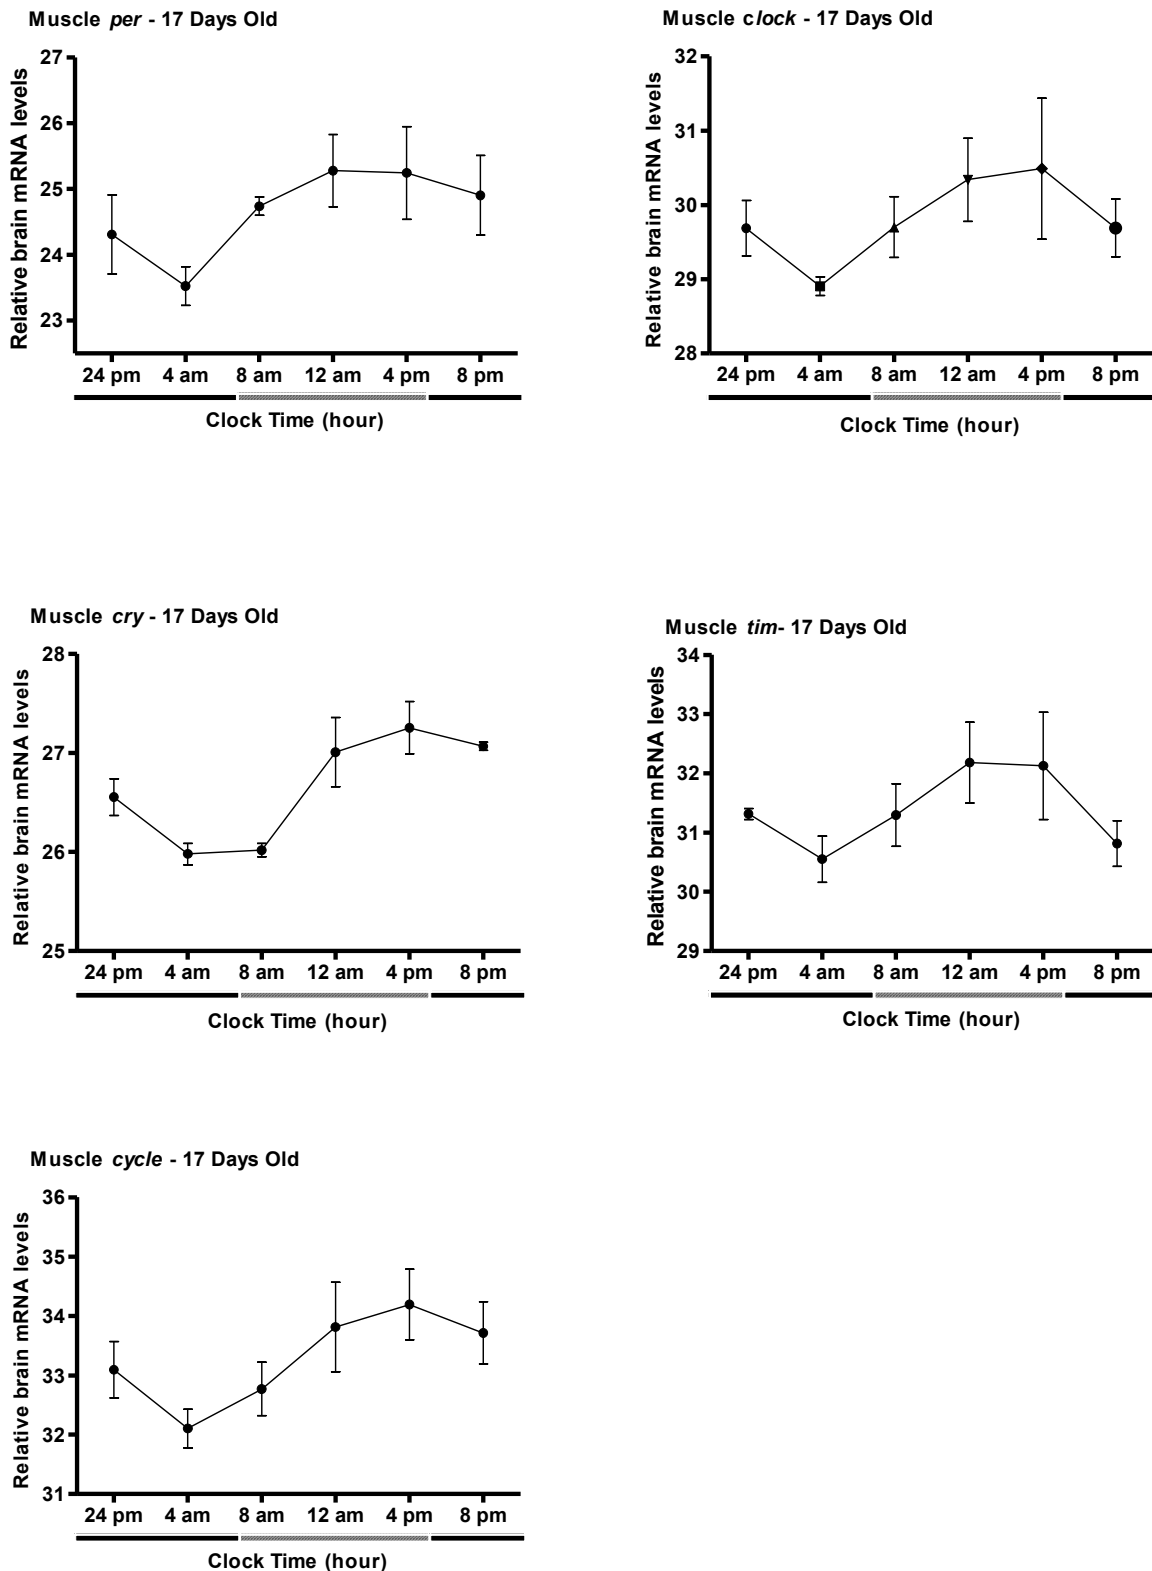 Muscle per - 17 Days Old
Relative brain mRNA levels
27
26
25
24
23
24 pm 4 am 8 am 12 am 4 pm 8 pm
Clock Time (hour)
Muscle clock - 17 Days Old
Relative brain mRNA levels
32
31
30
29
28
24 pm 4 am 8 am 12 am 4 pm 8 pm
Clock Time (hour)
Muscle cry - 17 Days Old
Relative brain mRNA levels
28
27
26
25
24 pm 4 am 8 am 12 am 4 pm 8 pm
Clock Time (hour)
Muscle tim- 17 Days Old
Relative brain mRNA levels
34
33
32
31
30
29
24 pm 4 am 8 am 12 am 4 pm 8 pm
Clock Time (hour)
Muscle cycle - 17 Days Old
Relative brain mRNA levels
36
35
34
33
32
31
24 pm 4 am 8 am 12 am 4 pm 8 pm
Clock Time (hour)